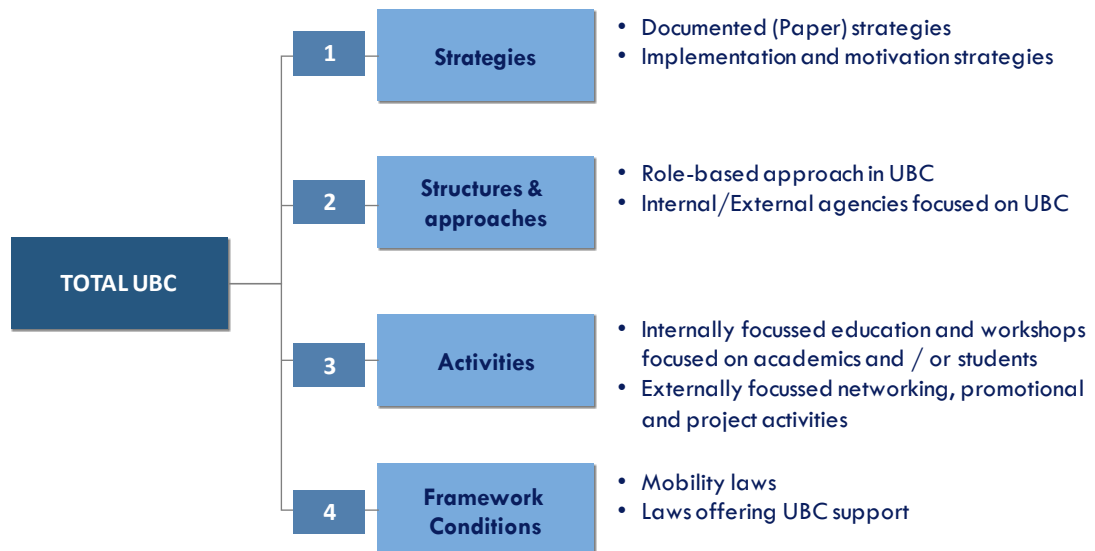 1
Strategies
• Documented (Paper) strategies
• Implementation and motivation strategies
2
Structures &
approaches
• Role-based approach in UBC
• Internal/External agencies focused on UBC
TOTAL UBC
3
Activities
• Internally focussed education and workshops
focused on academics and / or students
• Externally focussed networking, promotional
and project activities
4
Framework
Conditions
• Mobility laws
• Laws offering UBC support